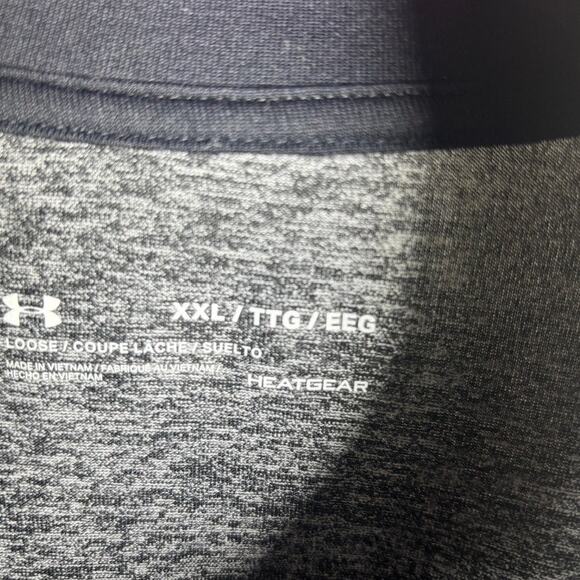 XXL / TTG / EEG
LOOSE / COUPE LÂCHE / SUELTO
MADE IN VIETNAM / FABRIQUÉ AU VIETNAM /
HECHO EN VIETNAM
HEATGEAR